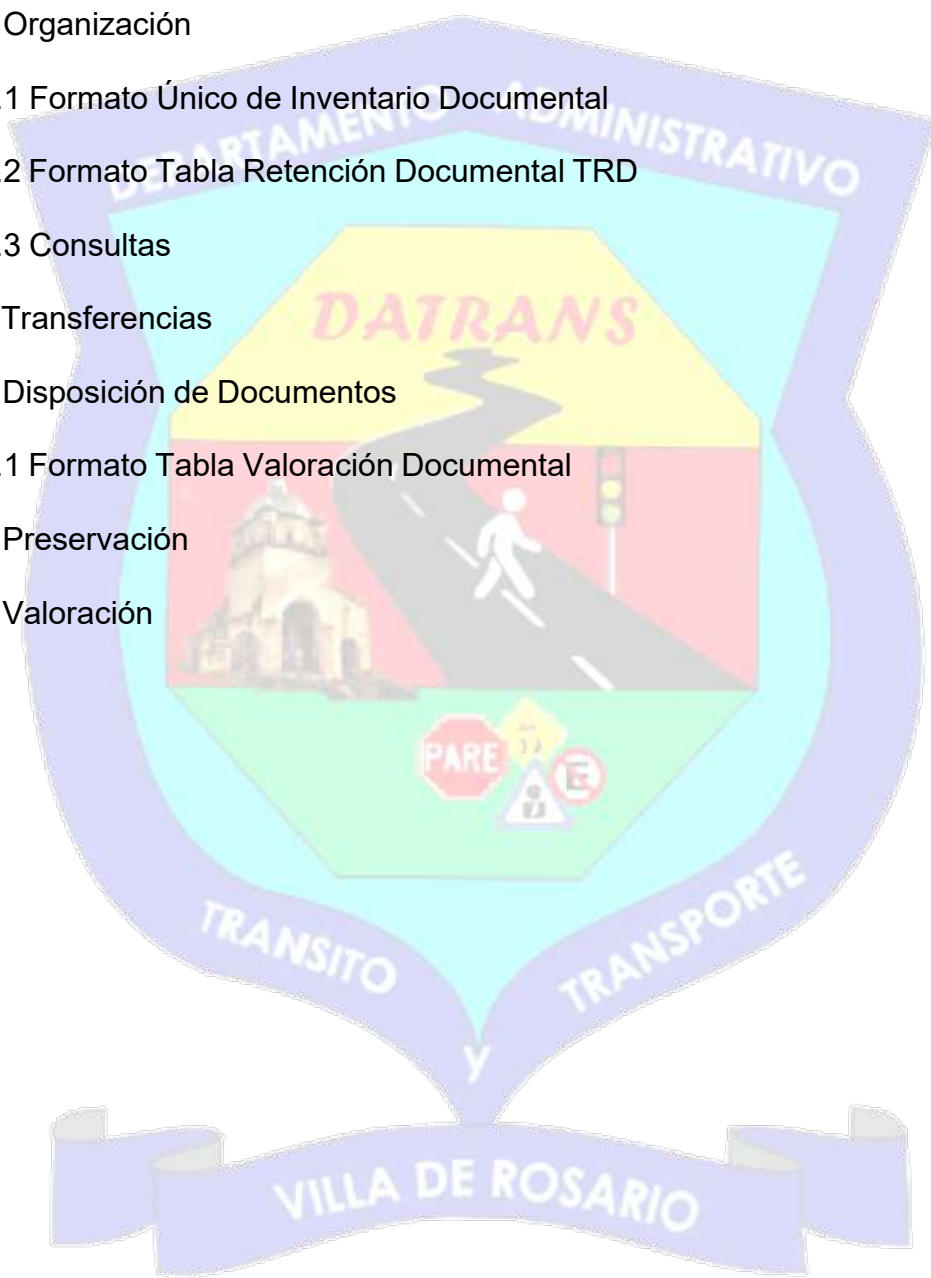 Organización
.1 Formato Único de Inventario Documental
.2 Formato Tabla Retención Documental TRD
.3 Consultas
Transferencias
Disposición de Documentos
.1 Formato Tabla Valoración Documental
Preservación
Valoración
DEPARTAMENTO ADMINISTRATIVO
DATRANS
PARE
TRANSITO
y
TRANSPORTE
VILLA DE ROSARIO